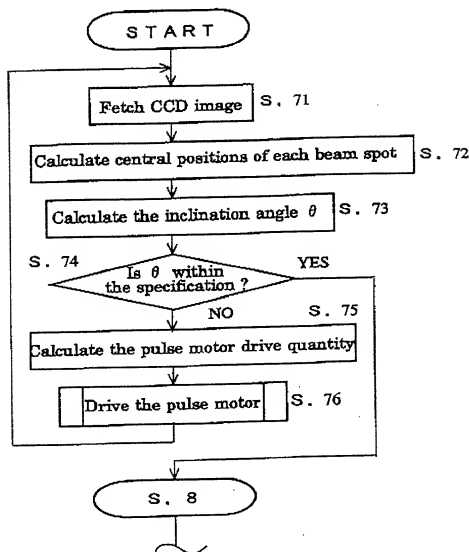 START
Fetch CCD image S. 71
Calculate central positions of each beam spot S. 72
Calculate the inclination angle θ S. 73
S. 74
Is θ within
the specification ?
YES
NO
S. 75
Calculate the pulse motor drive quantity
Drive the pulse motor S. 76
S. 8